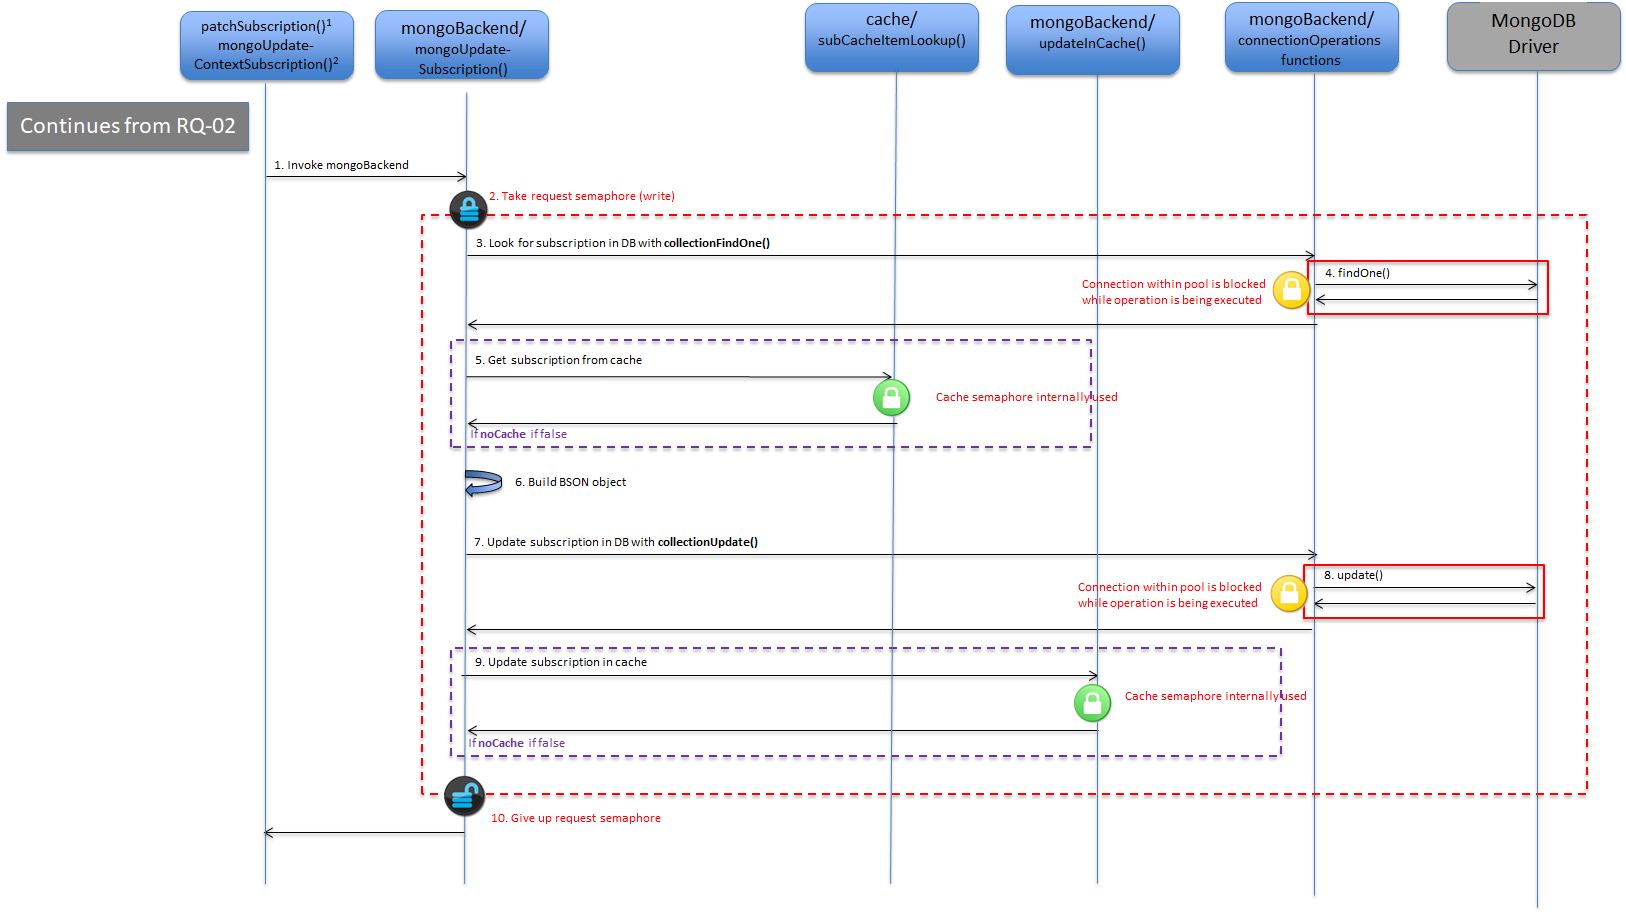 patchSubscription()¹
mongoUpdate-
ContextSubscription()²
mongoBackend/
mongoUpdate-
Subscription()
cache/
subCacheItemLookup()
mongoBackend/
updateInCache()
mongoBackend/
connectionOperations
functions
MongoDB
Driver
Continues from RQ-02
1. Invoke mongoBackend
2. Take request semaphore (write)
3. Look for subscription in DB with collectionFindOne()
4. findOne()
Connection within pool is blocked
while operation is being executed
5. Get subscription from cache
Cache semaphore internally used
If noCache if false
6. Build BSON object
7. Update subscription in DB with collectionUpdate()
8. update()
Connection within pool is blocked
while operation is being executed
9. Update subscription in cache
Cache semaphore internally used
If noCache if false
10. Give up request semaphore